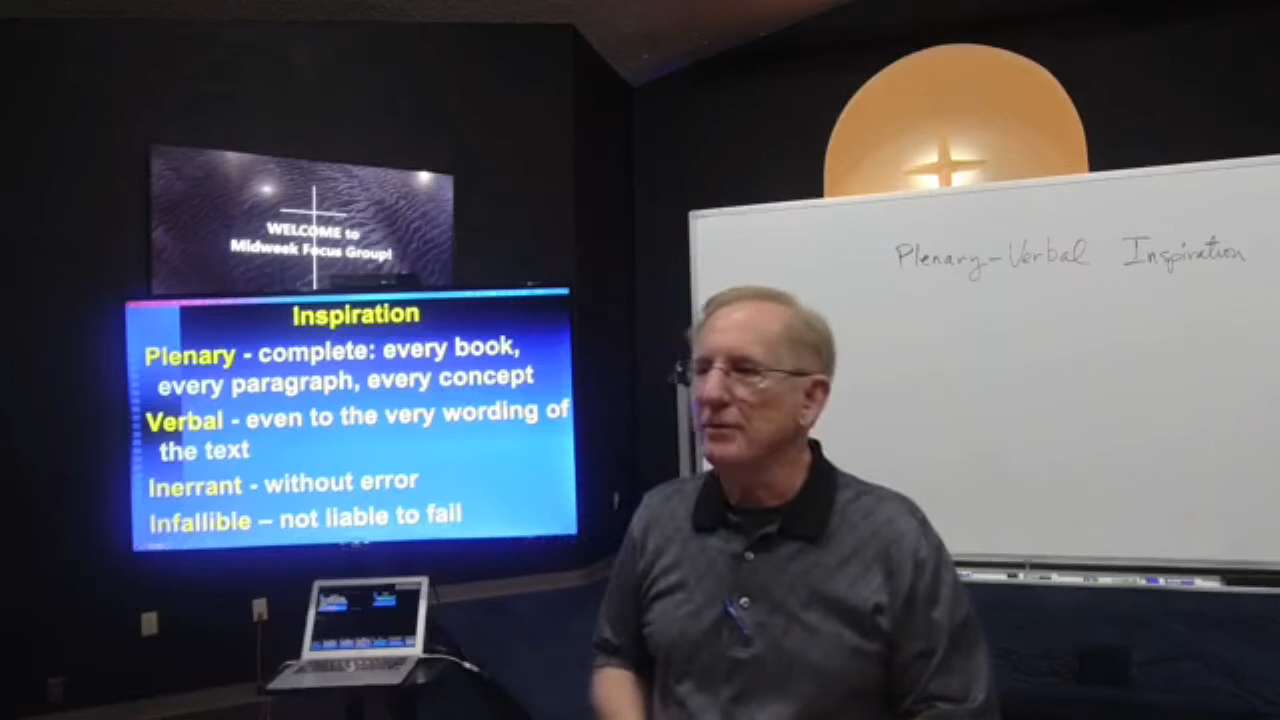 WELCOME to
Midweek Focus Group!
Inspiration
Plenary - complete: every book,
every paragraph, every concept
Verbal - even to the very wording of
the text
Inerrant - without error
Infallible – not liable to fail
Plenary-Verbal Inspiration